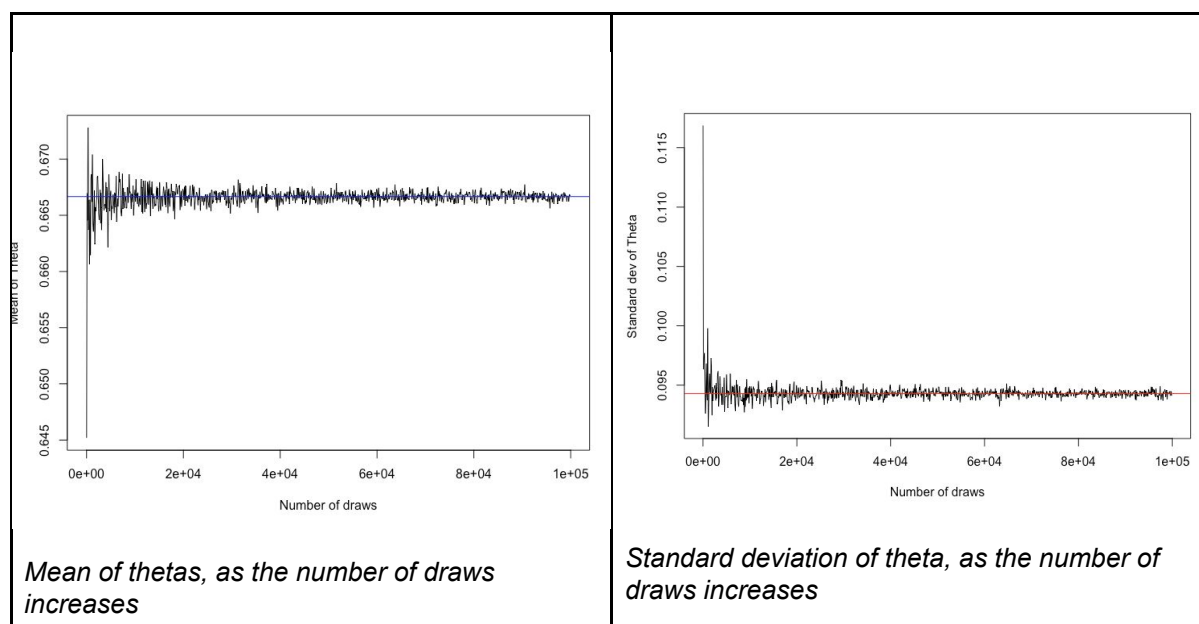 0.670
0.665
0.660
0.655
0.650
0.645
Mean of Theta
0e+00 2e+04 4e+04 6e+04 8e+04 1e+05
Number of draws
Mean of thetas, as the number of draws
increases
0.115
0.110
0.105
0.100
0.095
Standard dev of Theta
0e+00 2e+04 4e+04 6e+04 8e+04 1e+05
Number of draws
Standard deviation of theta, as the number of
draws increases